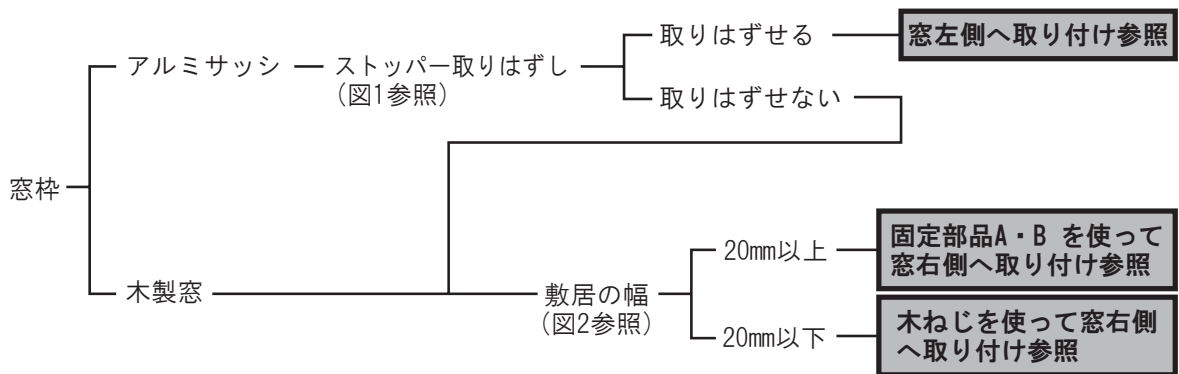 窓枠
アルミサッシ
ストッパー取りはずし
(図1参照)
取りはずせる
窓左側へ取り付け参照
取りはずせない
木製窓
敷居の幅
(図2参照)
20㎜以上
固定部品A・B を使って
窓右側へ取り付け参照
20㎜以下
木ねじを使って窓右側
へ取り付け参照